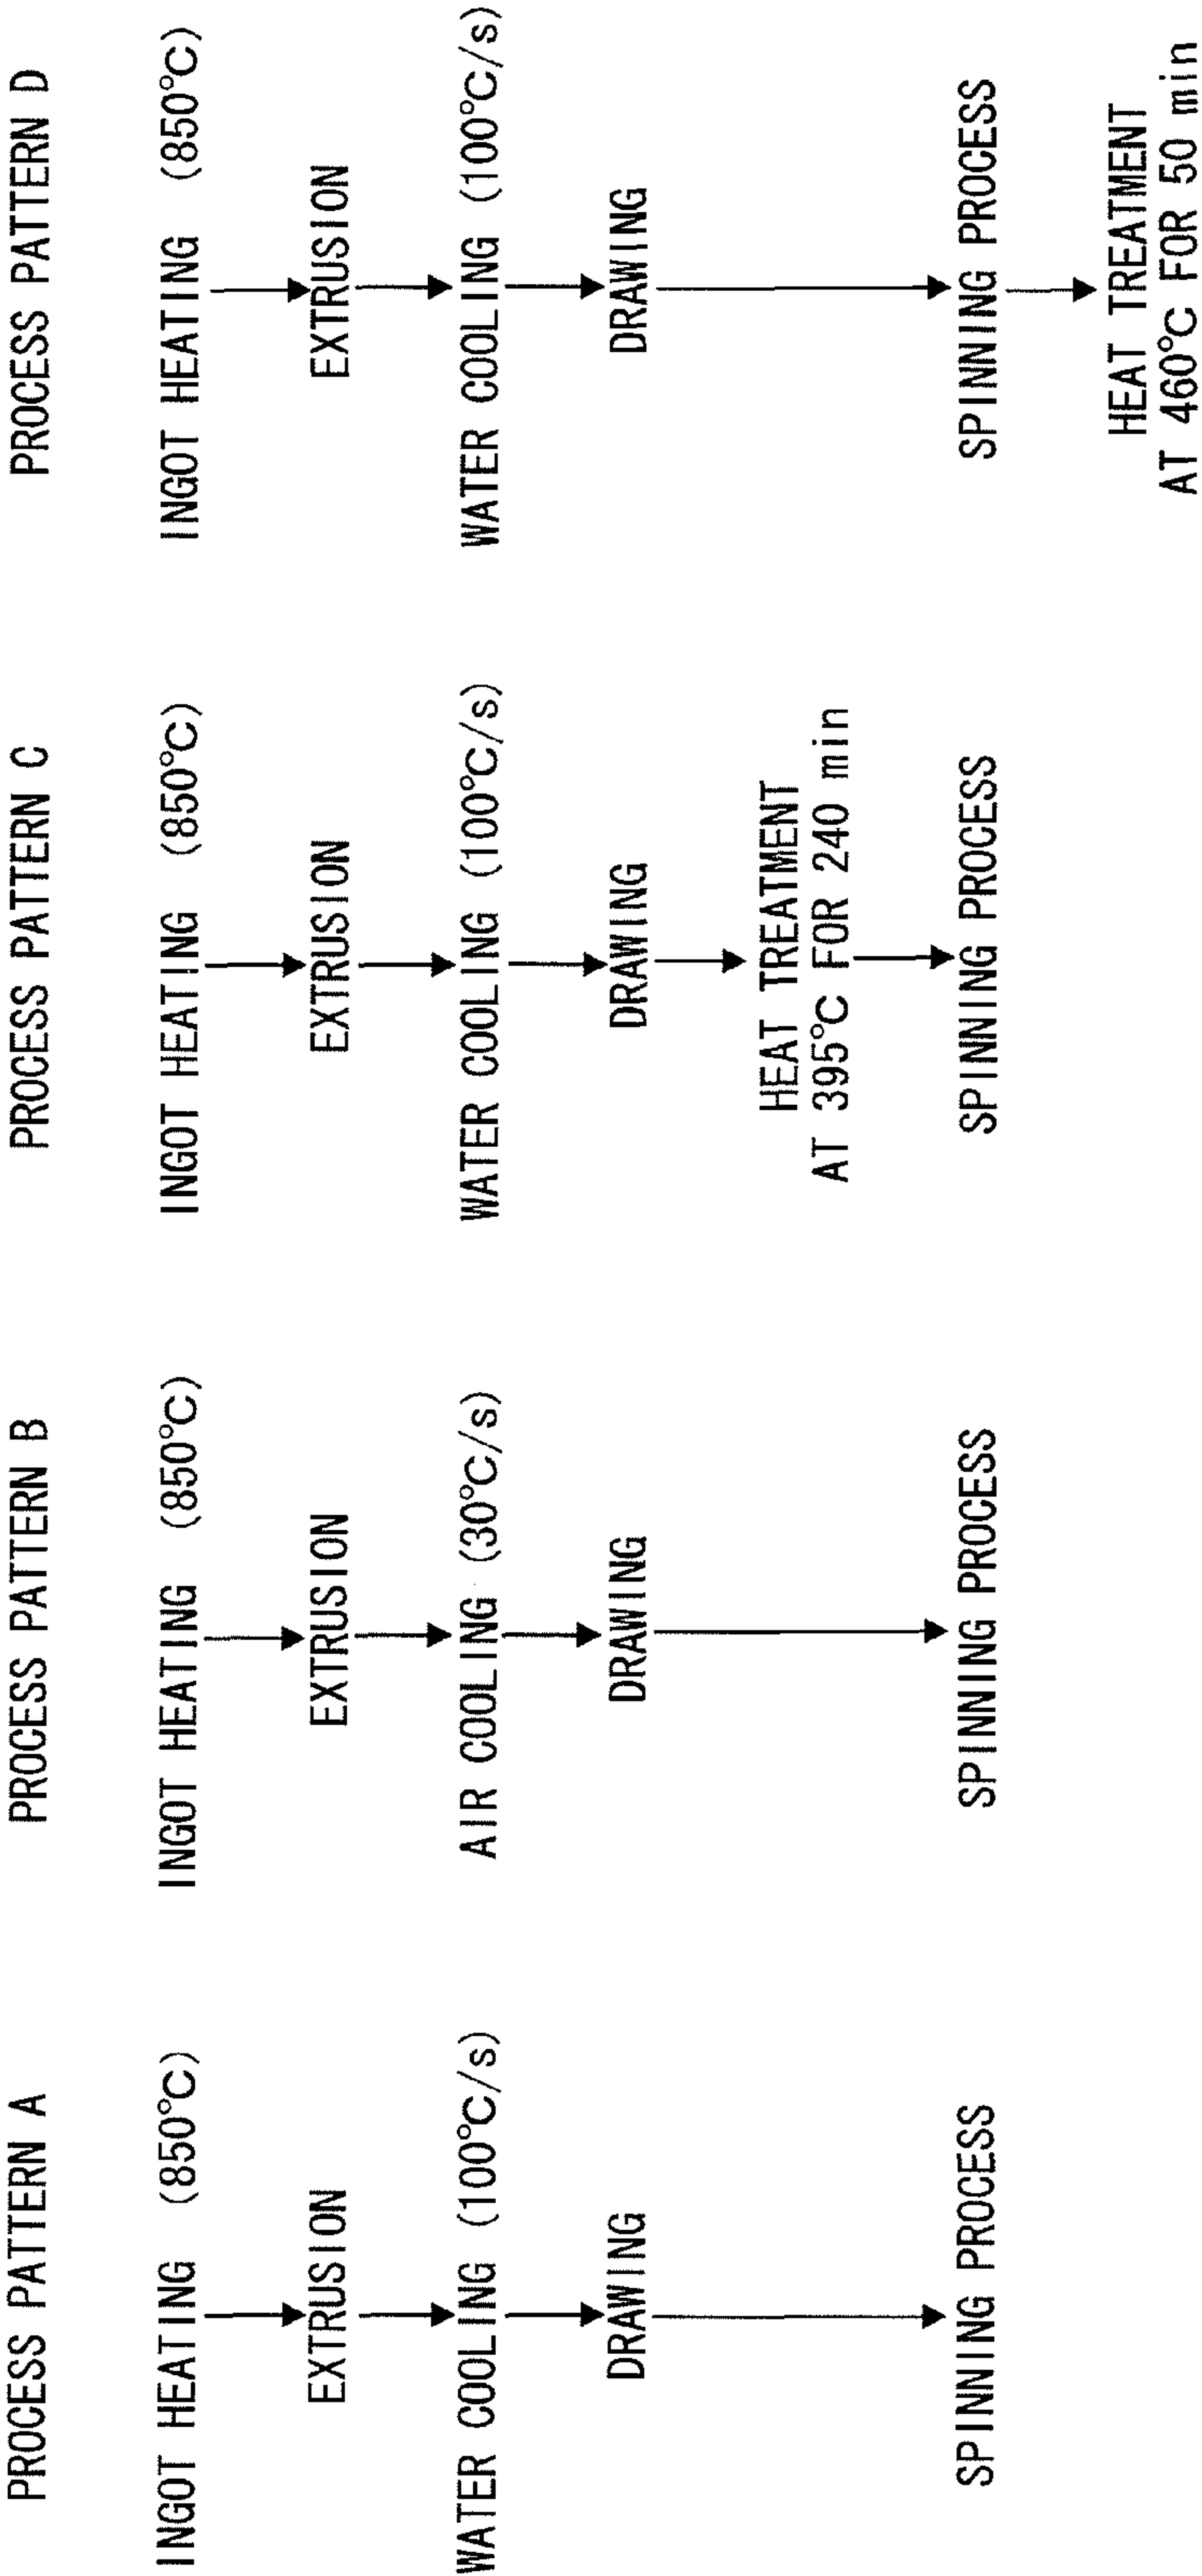 PROCESS PATTERN A
INGOT HEATING (850°C)
EXTRUSION
WATER COOLING (100°C/s)
DRAWING
SPINNING PROCESS
PROCESS PATTERN B
INGOT HEATING (850°C)
EXTRUSION
AIR COOLING (30°C/s)
DRAWING
SPINNING PROCESS
PROCESS PATTERN C
INGOT HEATING (850°C)
EXTRUSION
WATER COOLING (100°C/s)
DRAWING
HEAT TREATMENT
AT 395°C FOR 240 min
SPINNING PROCESS
PROCESS PATTERN D
INGOT HEATING (850°C)
EXTRUSION
WATER COOLING (100°C/s)
DRAWING
SPINNING PROCESS
HEAT TREATMENT
AT 460°C FOR 50 min